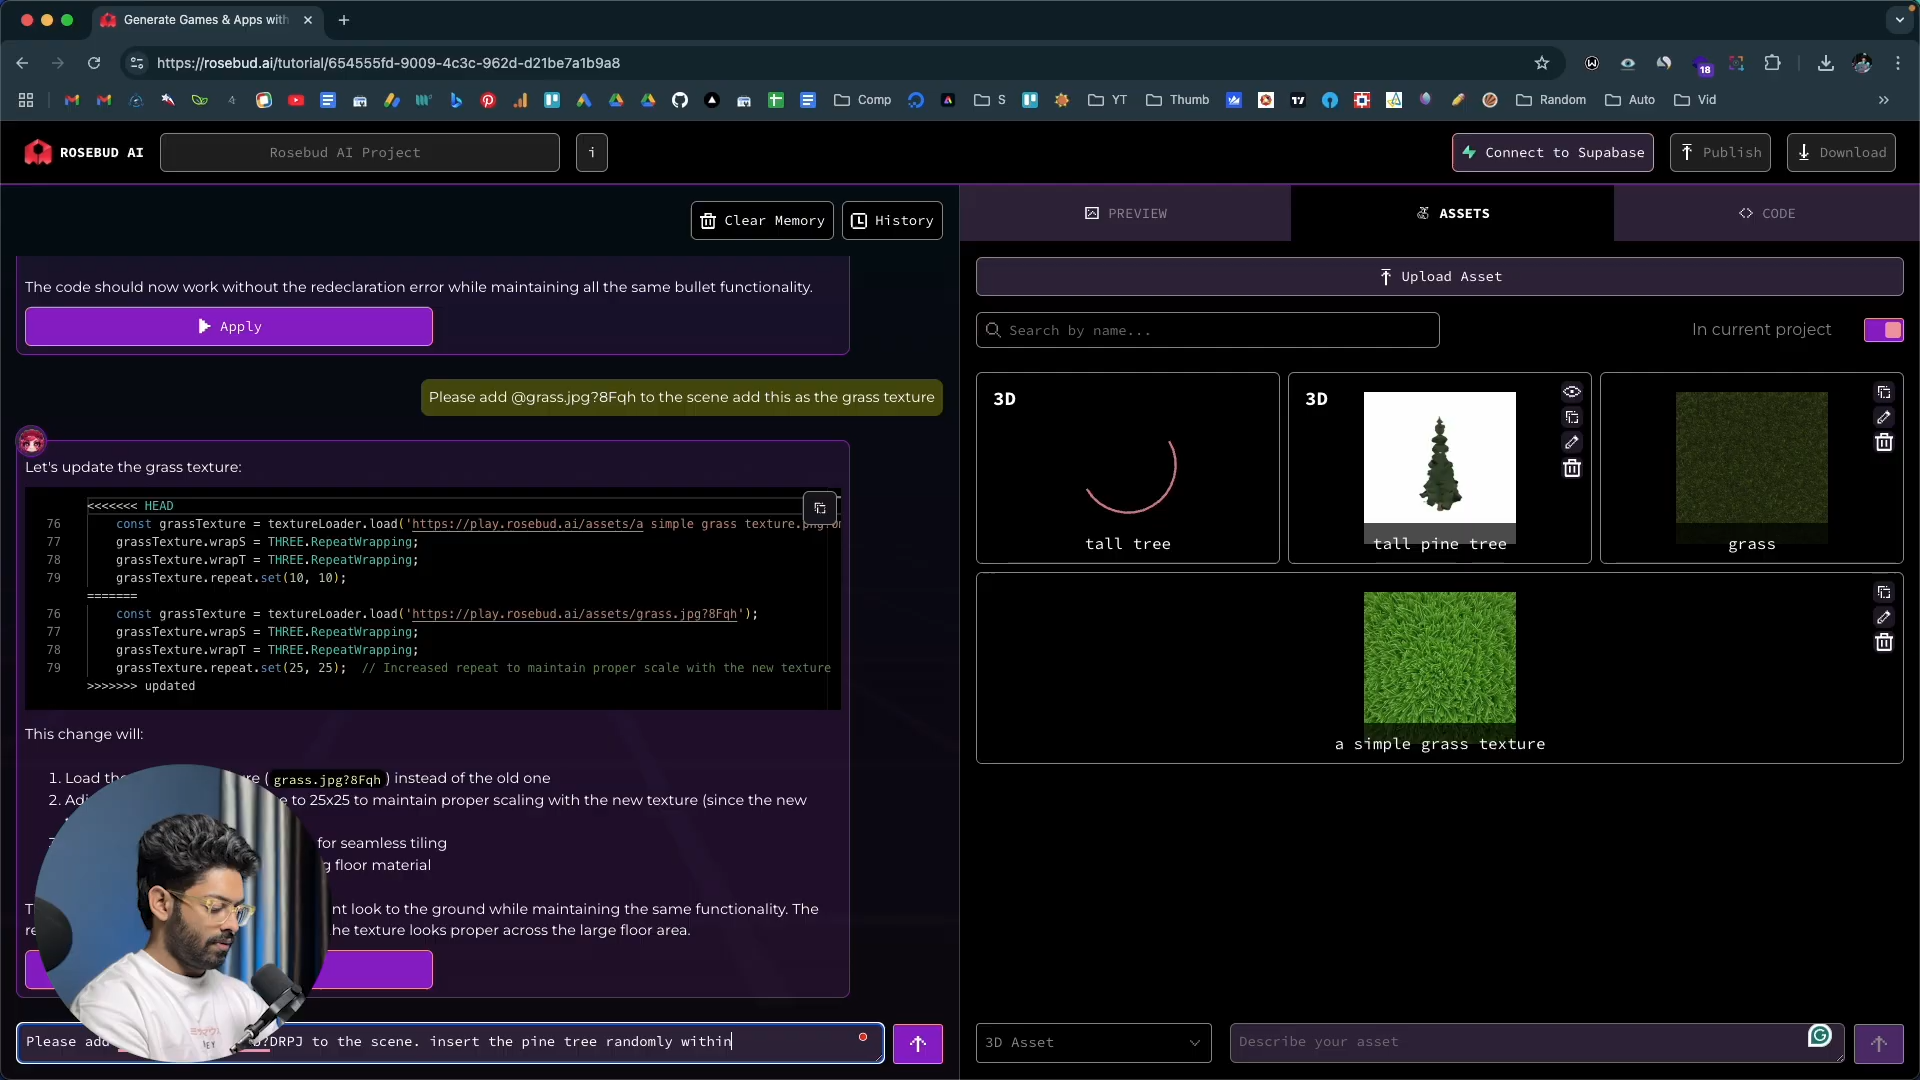 Generate Games & Apps with
https://rosebud.ai/tutorial/654555fd-9009-4c3c-962d-d21be7a1b9a8
18
Comp
S
YT
Thumb
Random
Auto
Vid
ROSEBUD AI
Rosebud AI Project
i
Connect to Supabase
Publish
Download
Clear Memory
History
PREVIEW
ASSETS
CODE
The code should now work without the redeclaration error while maintaining all the same bullet functionality.
Apply
Please add @grass.jpg?8Fqh to the scene add this as the grass texture
Let's update the grass texture:
<<<<<<< HEAD
76 const grassTexture = textureLoader.load('https://play.rosebud.ai/assets/a simple grass texture.png?
77 grassTexture.wrapS = THREE.RepeatWrapping;
78 grassTexture.wrapT = THREE.RepeatWrapping;
79 grassTexture.repeat.set(10, 10);
=======
76 const grassTexture = textureLoader.load('https://play.rosebud.ai/assets/grass.jpg?8Fqh');
77 grassTexture.wrapS = THREE.RepeatWrapping;
78 grassTexture.wrapT = THREE.RepeatWrapping;
79 grassTexture.repeat.set(25, 25); // Increased repeat to maintain proper scale with the new texture
>>>>>>> updated
This change will:
1. Load the re (grass.jpg?8Fqh) instead of the old one
2. Adj e to 25x25 to maintain proper scaling with the new texture (since the new
for seamless tiling
g floor material
nt look to the ground while maintaining the same functionality. The
re he texture looks proper across the large floor area.
Please add ?DRPJ to the scene. insert the pine tree randomly within
Upload Asset
Search by name...
In current project
3D
tall tree
3D
tall pine tree
grass
a simple grass texture
3D Asset
Describe your asset